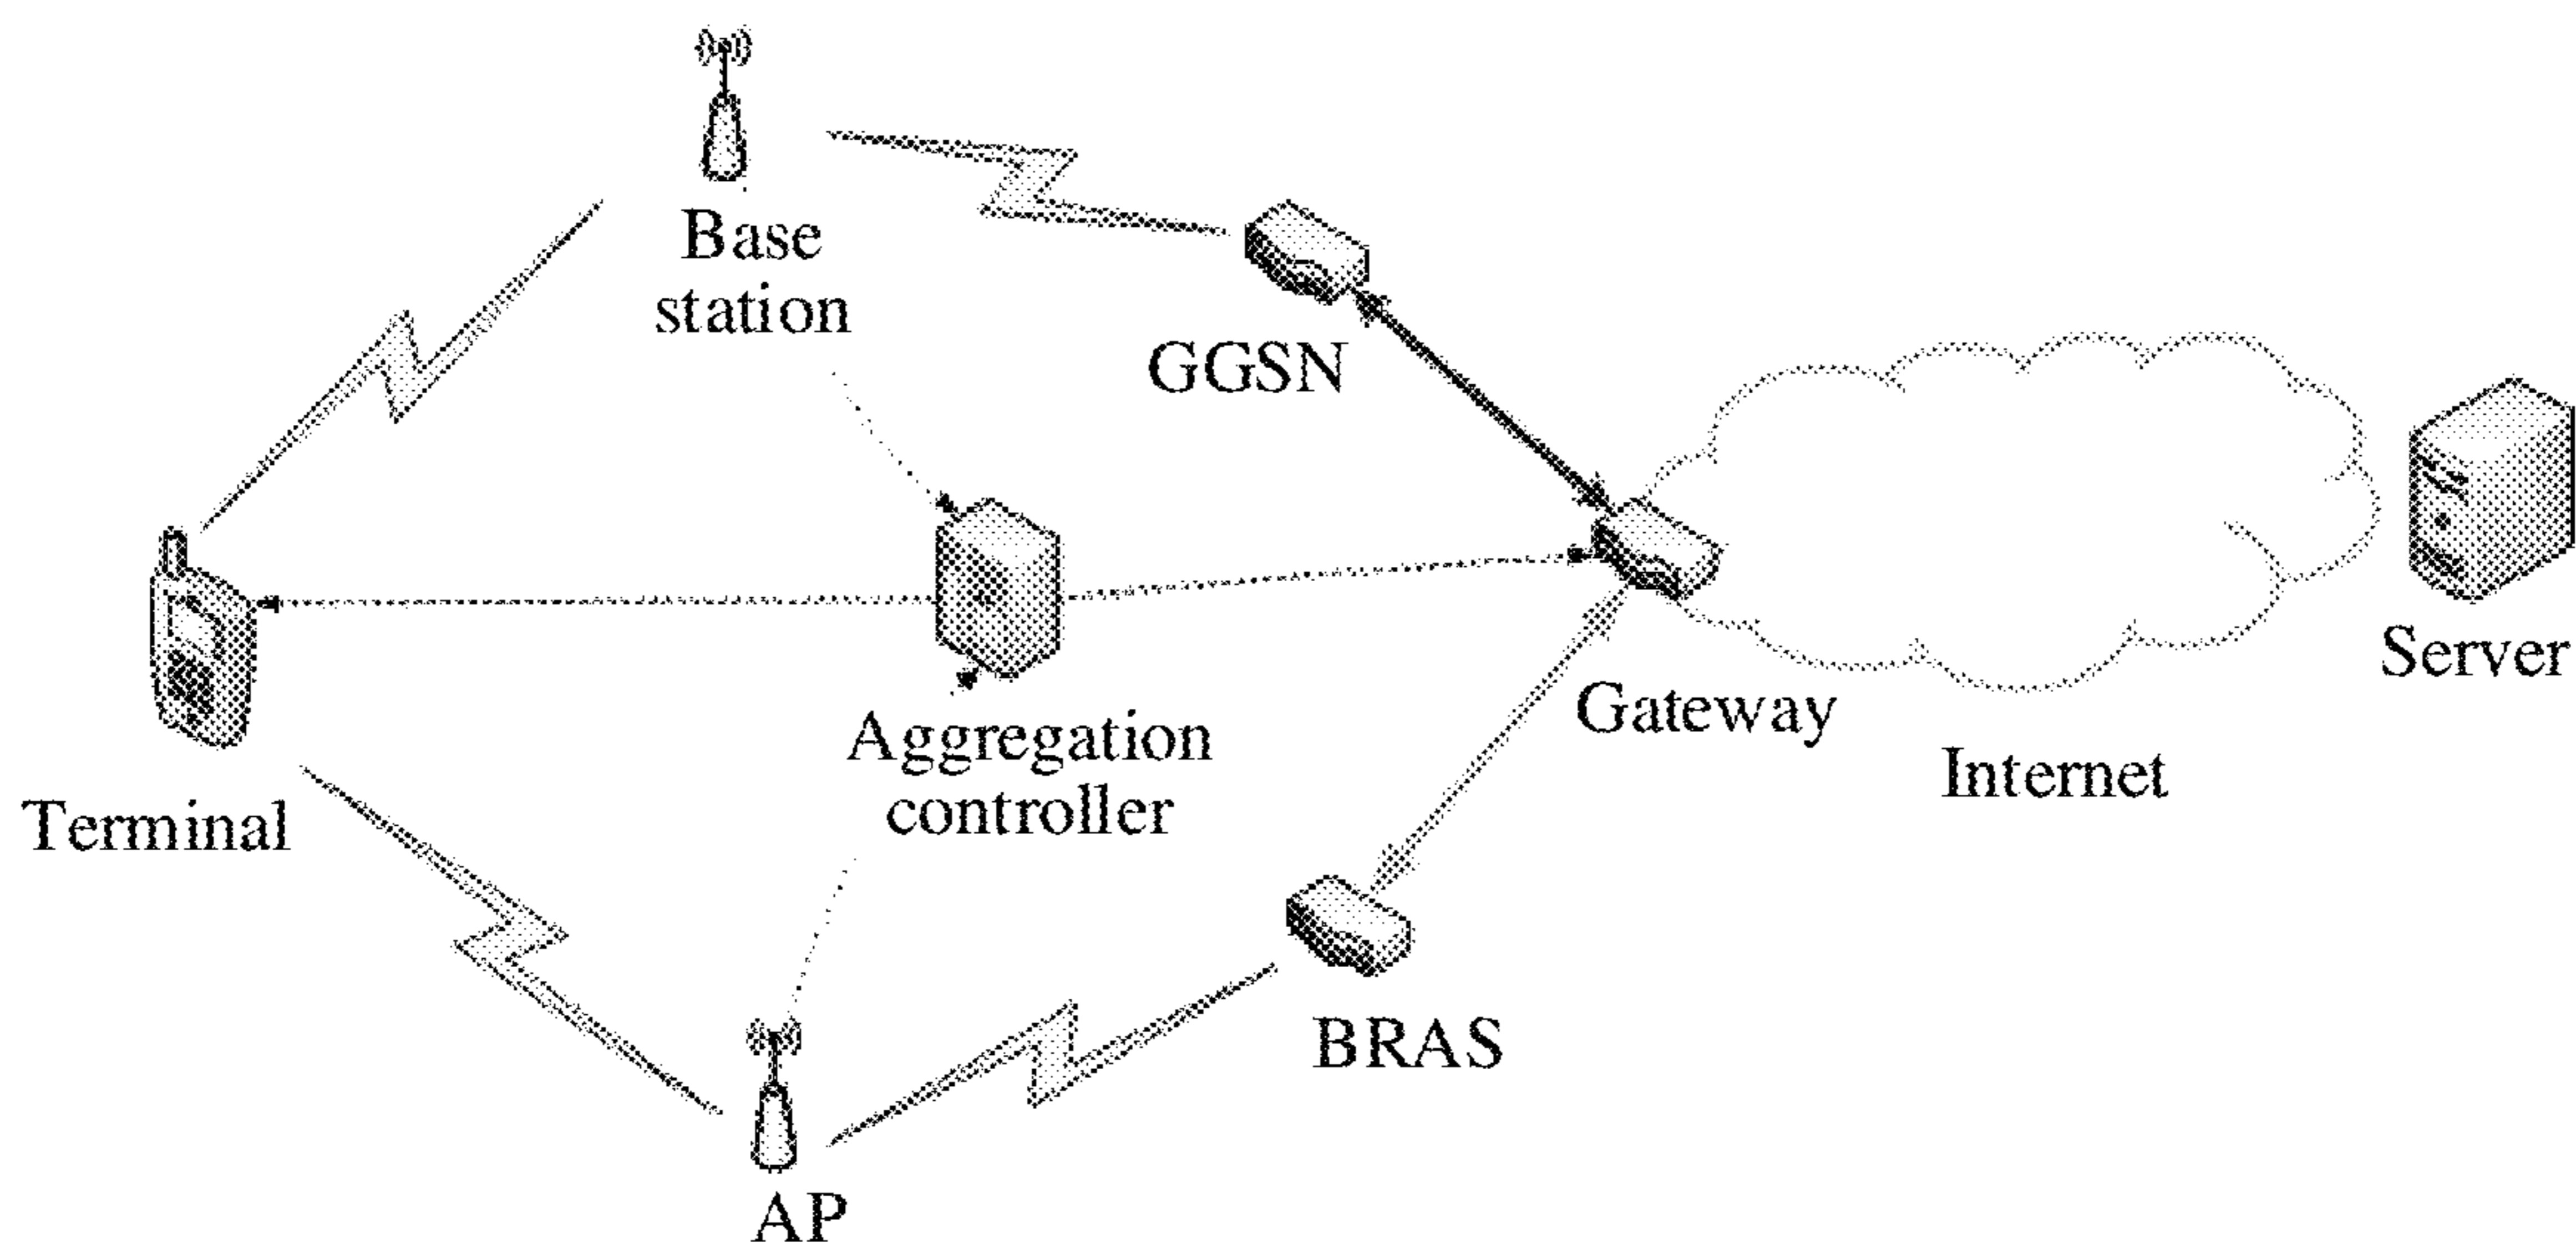 Base
station
GGSN
Server
Gateway
Aggregation
controller
Internet
Terminal
BRAS
AP